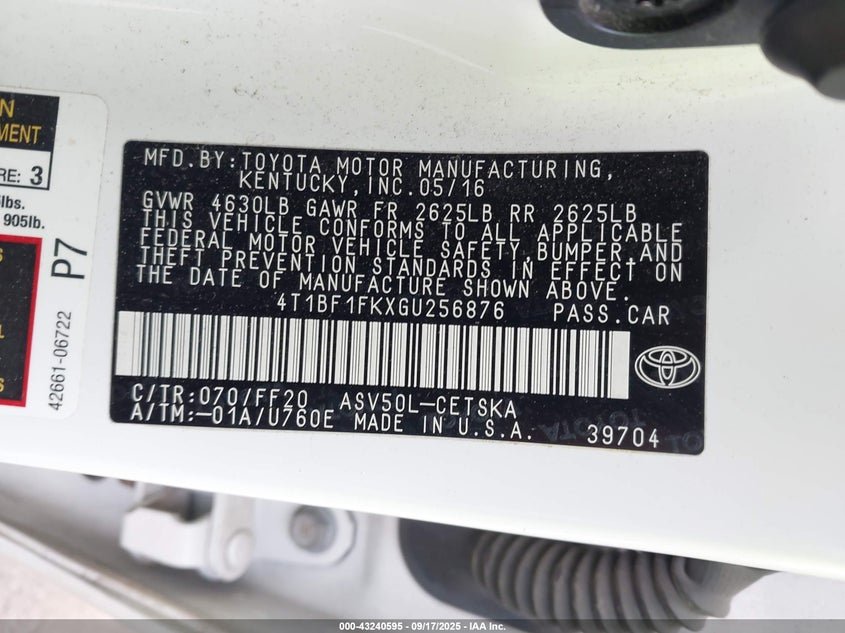 N
MENT
RE: 3
lbs.
905lb.
P7
42661-06722
S
L
S
MFD.BY:TOYOTA MOTOR MANUFACTURING,
KENTUCKY,INC.05/16
GVWR 4630LB GAWR FR 2625LB RR 2625LB
THIS VEHICLE CONFORMS TO ALL APPLICABLE
FEDERAL MOTOR VEHICLE SAFETY,BUMPER,AND
THEFT PREVENTION STANDARDS IN EFFECT ON
THE DATE OF MANUFACTURE SHOWN ABOVE.
4T1BF1FKXGU256876 PASS.CAR
C/TR:070/FF20 ASV50L-CETSKA
A/TM:-01A/U760E MADE IN U.S.A. 39704
000-43240595 - 09/17/2025 - IAA Inc.